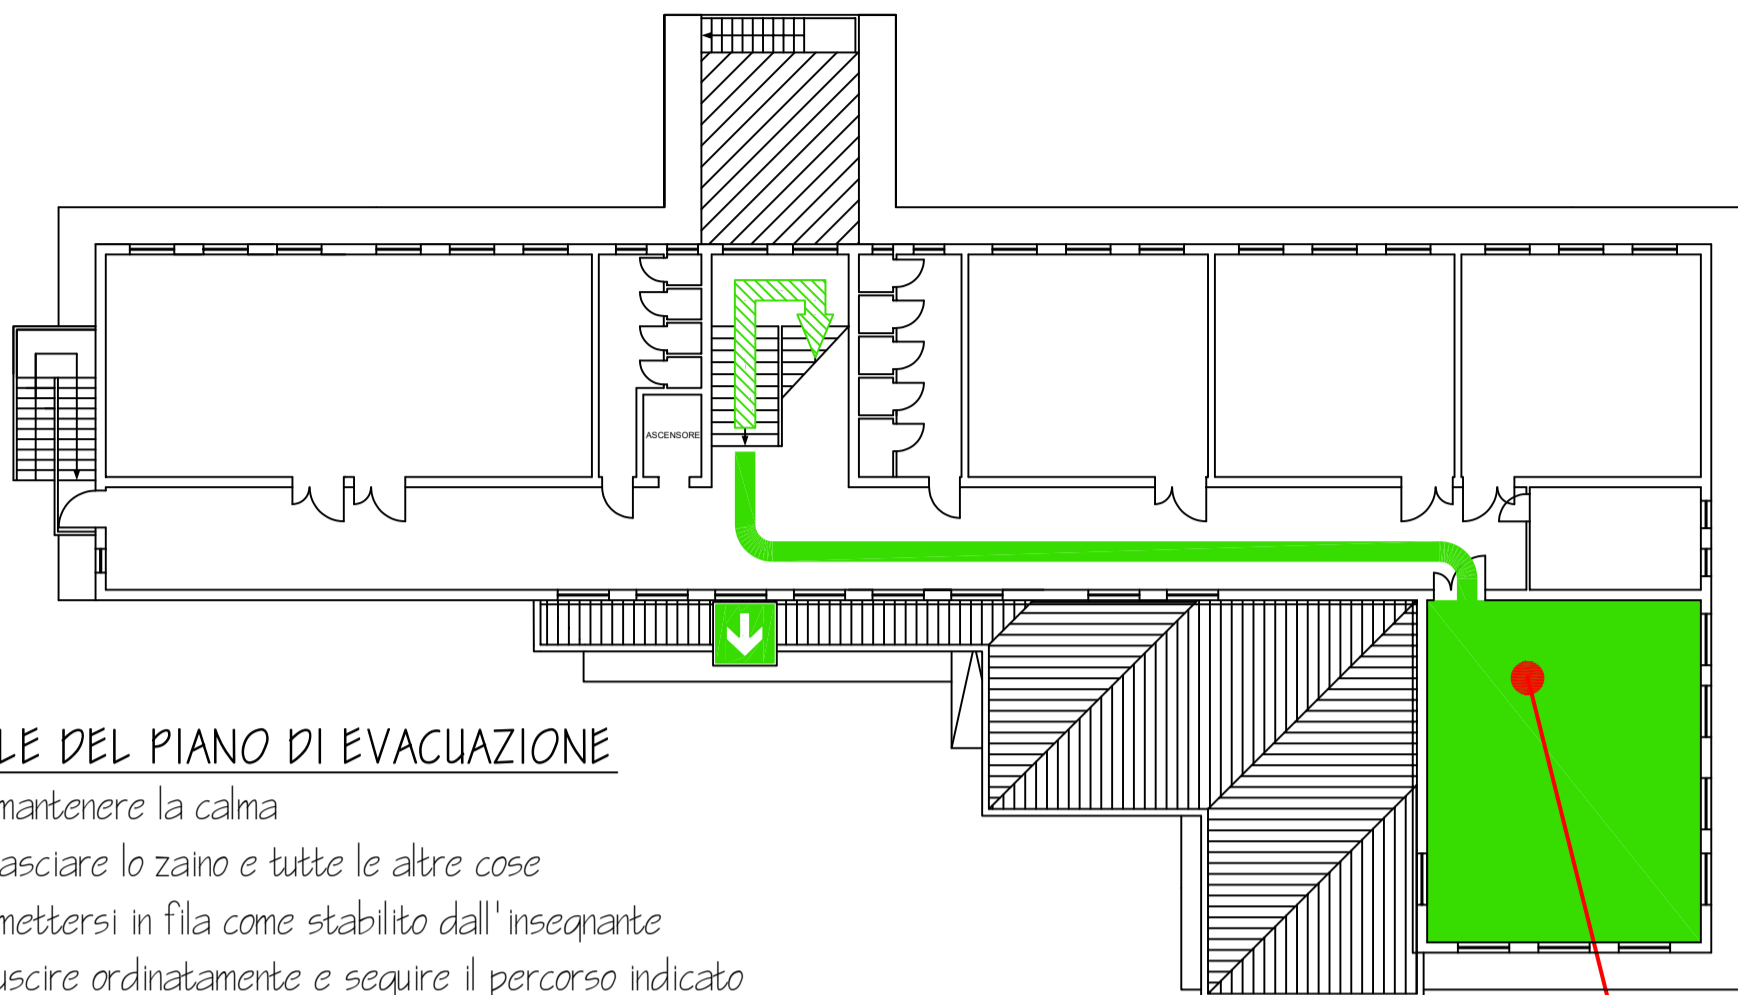 ASCENSORE
LE DEL PIANO DI EVACUAZIONE
mantenere la calma
lasciare lo zaino e tutte le altre cose
mettersi in fila come stabilito dall'insegnante
uscire ordinatamente e seguire il percorso indicato